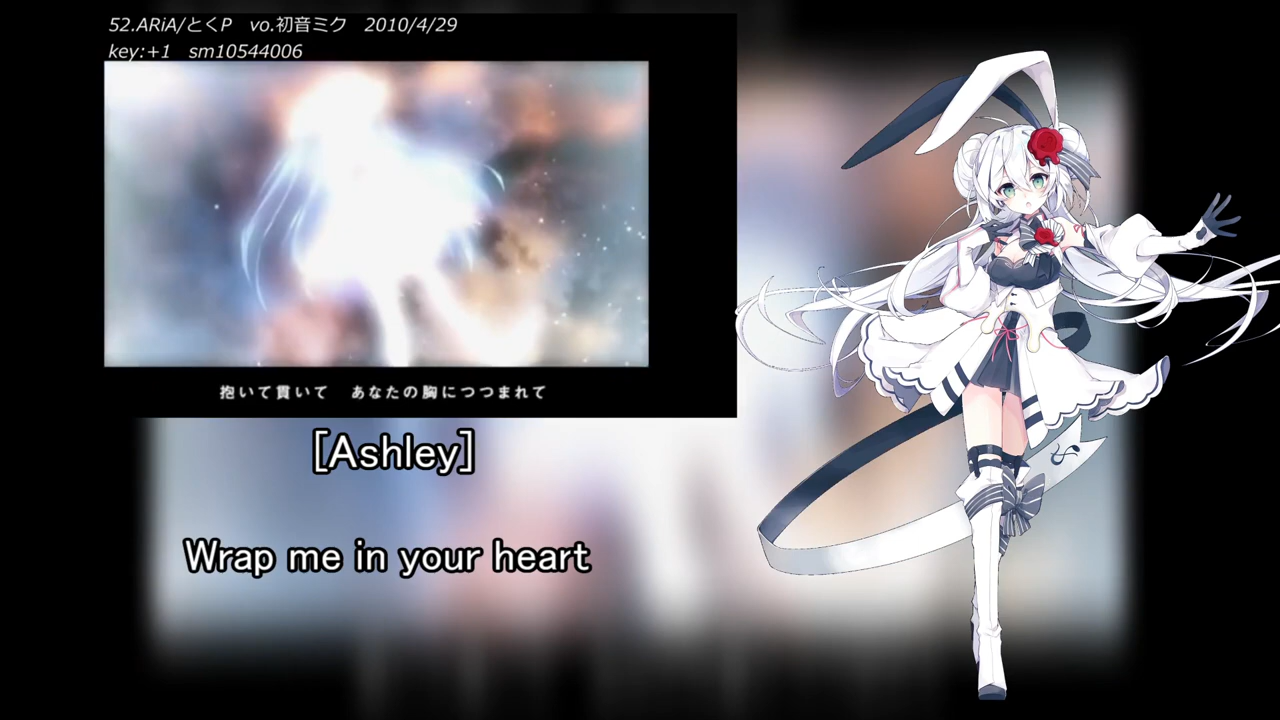 52.ARiA/とくP　vo.初音ミク　2010/4/29
key:+1　sm10544006
抱いて貫いて　あなたの胸につつまれて
[Ashley]
Wrap me in your heart